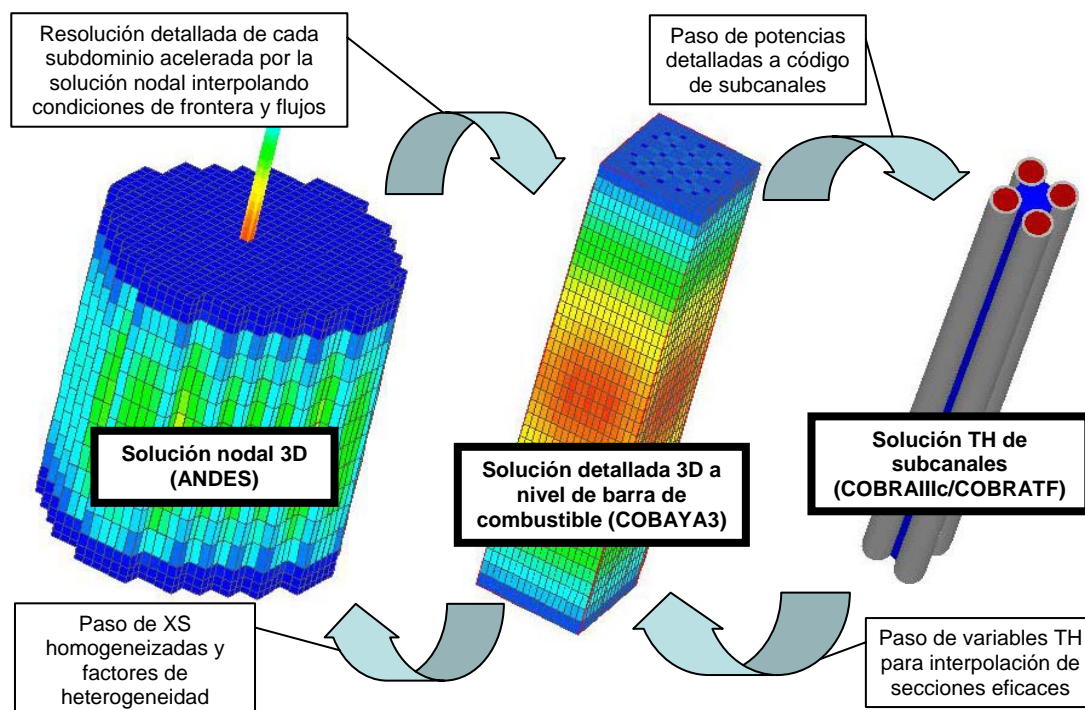 Resolución detallada de cada
subdominio acelerada por la
solución nodal interpolando
condiciones de frontera y flujos
Paso de potencias
detalladas a código
de subcanales
Solución nodal 3D
(ANDES)
Solución detallada 3D a
nivel de barra de
combustible (COBAYA3)
Solución TH de
subcanales
(COBRAIIIc/COBRATF)
Paso de XS
homogeneizadas y
factores de
heterogeneidad
Paso de variables TH
para interpolación de
secciones eficaces